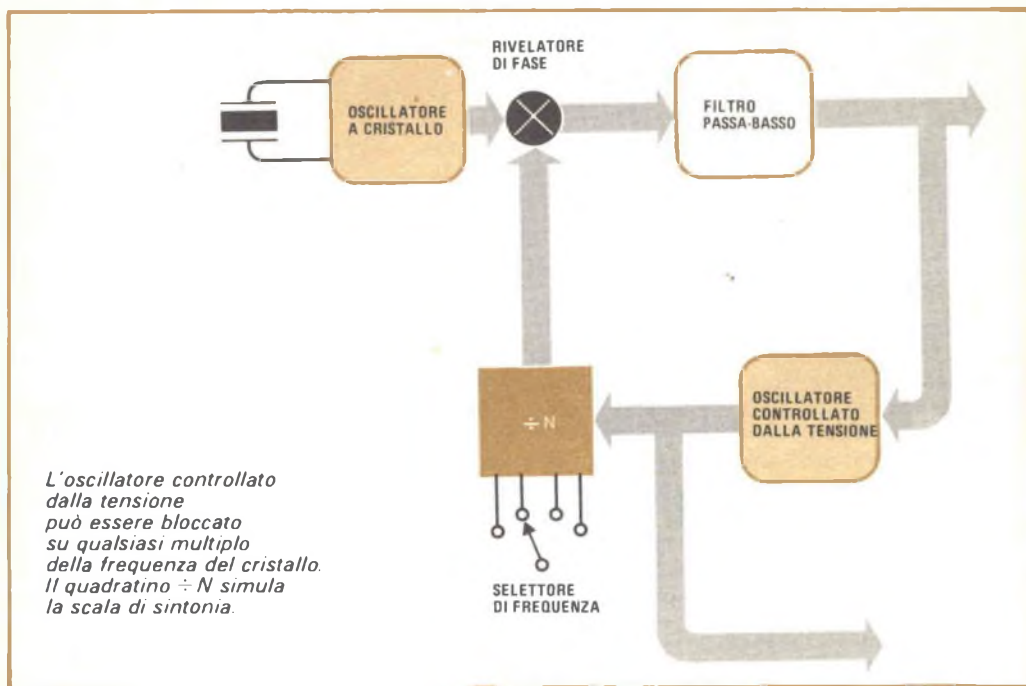 RIVELATORE
DI FASE
OSCILLATORE
A CRISTALLO
FILTRO
PASSA-BASSO
OSCILLATORE
CONTROLLATO
DALLA TENSIONE
÷ N
SELETTORE
DI FREQUENZA
L'oscillatore controllato
dalla tensione
può essere bloccato
su qualsiasi multiplo
della frequenza del cristallo.
Il quadratino ÷ N simula
la scala di sintonia.